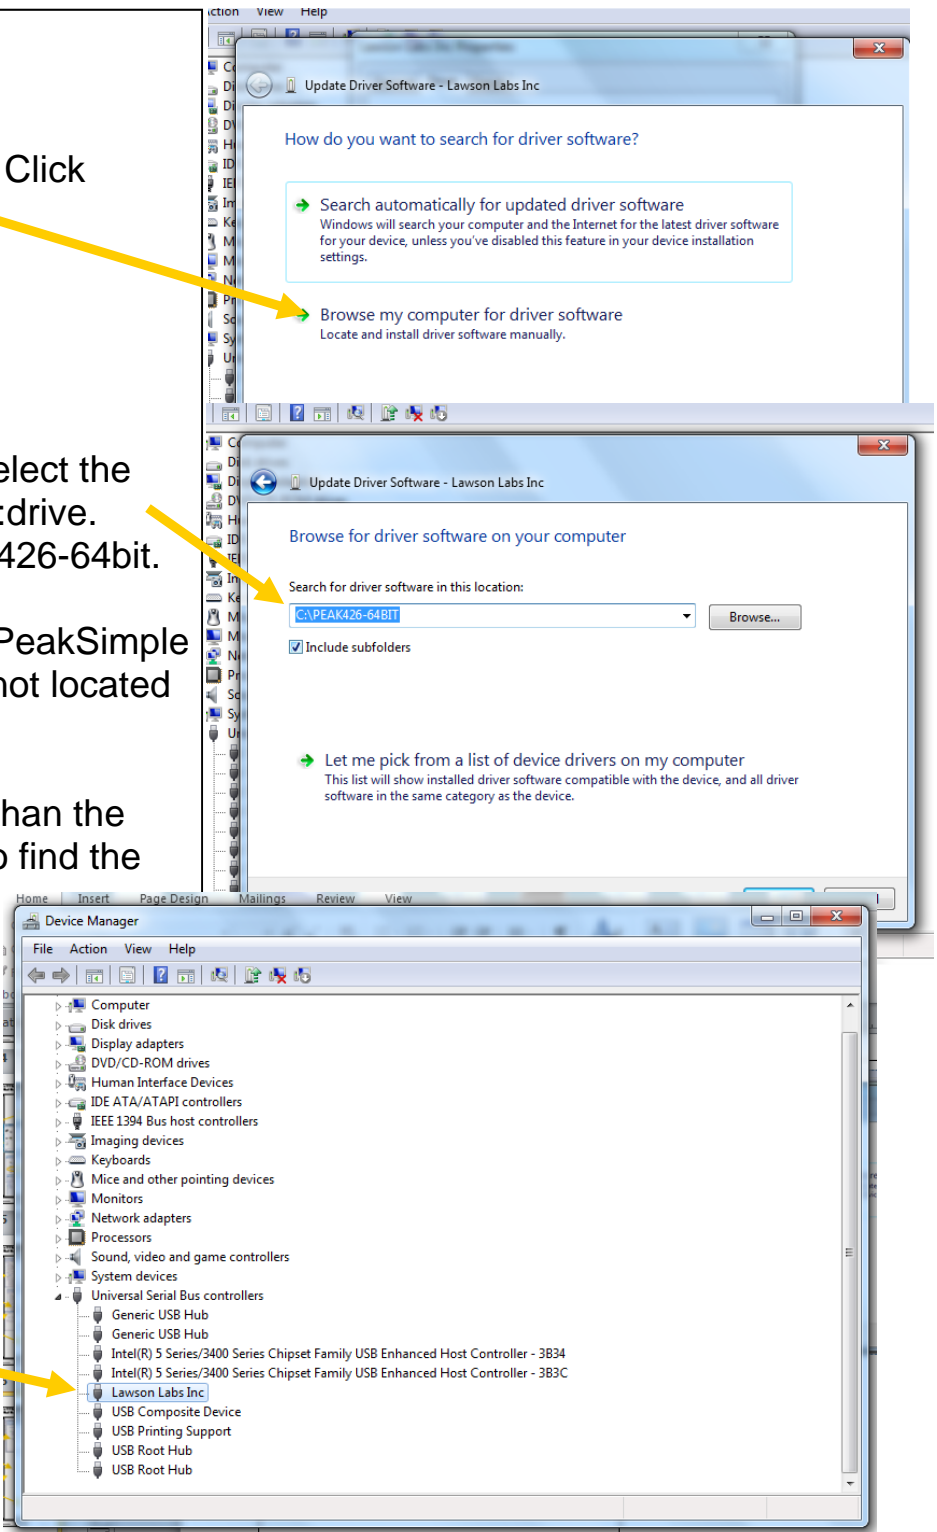 Action View Help
Update Driver Software - Lawson Labs Inc
How do you want to search for driver software?
Click
Search automatically for updated driver software
Windows will search your computer and the Internet for the latest driver software
for your device, unless you've disabled this feature in your device installation
settings.
Browse my computer for driver software
Locate and install driver software manually.
elect the
:drive.
426-64bit.
PeakSimple
not located
han the
o find the
Update Driver Software - Lawson Labs Inc
Browse for driver software on your computer
Search for driver software in this location:
C:\PEAK426-64BIT
Browse...
Include subfolders
Let me pick from a list of device drivers on my computer
This list will show installed driver software compatible with the device, and all driver
software in the same category as the device.
Home Insert Page Design Mailings Review View
Device Manager
File Action View Help
Computer
Disk drives
Display adapters
DVD/CD-ROM drives
Human Interface Devices
IDE ATA/ATAPI controllers
IEEE 1394 Bus host controllers
Imaging devices
Keyboards
Mice and other pointing devices
Monitors
Network adapters
Processors
Sound, video and game controllers
System devices
Universal Serial Bus controllers
Generic USB Hub
Generic USB Hub
Intel(R) 5 Series/3400 Series Chipset Family USB Enhanced Host Controller - 3B34
Intel(R) 5 Series/3400 Series Chipset Family USB Enhanced Host Controller - 3B3C
Lawson Labs Inc
USB Composite Device
USB Printing Support
USB Root Hub
USB Root Hub